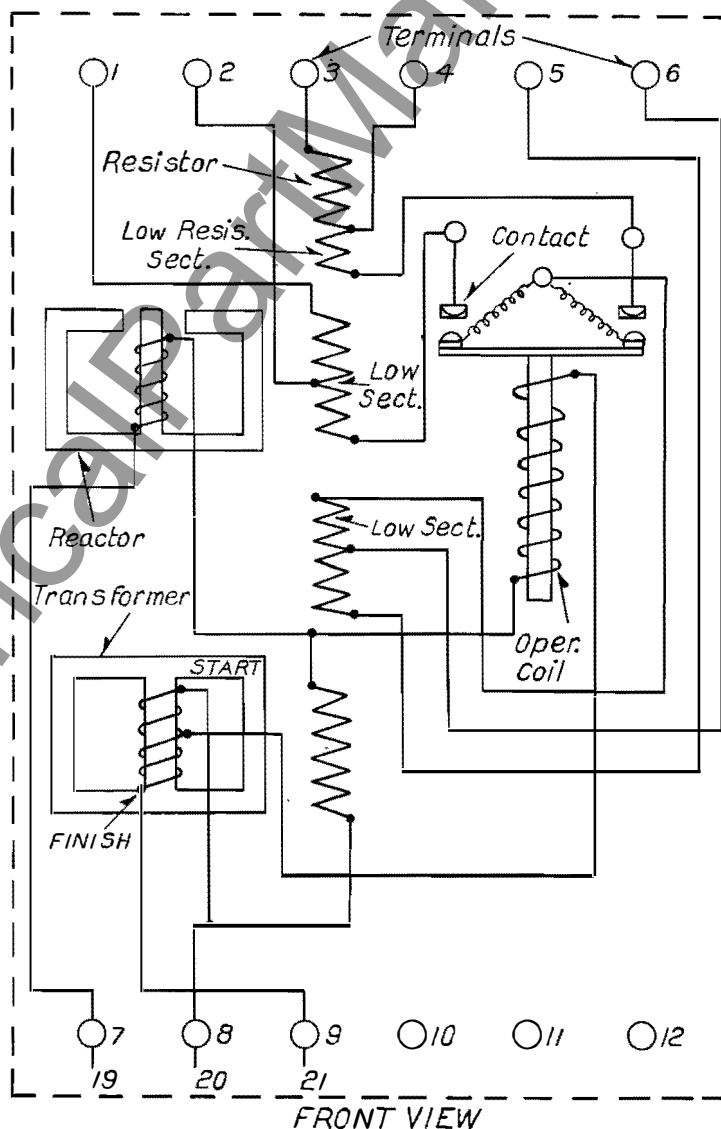 Terminals
1 2 3 4 5 6
Resistor
Low Resis.
Sect.
Contact
Low
Sect.
Reactor
Low Sect.
Transformer
START
Oper.
Coil
FINISH
7 8 9 10 11 12
19 20 21
FRONT VIEW